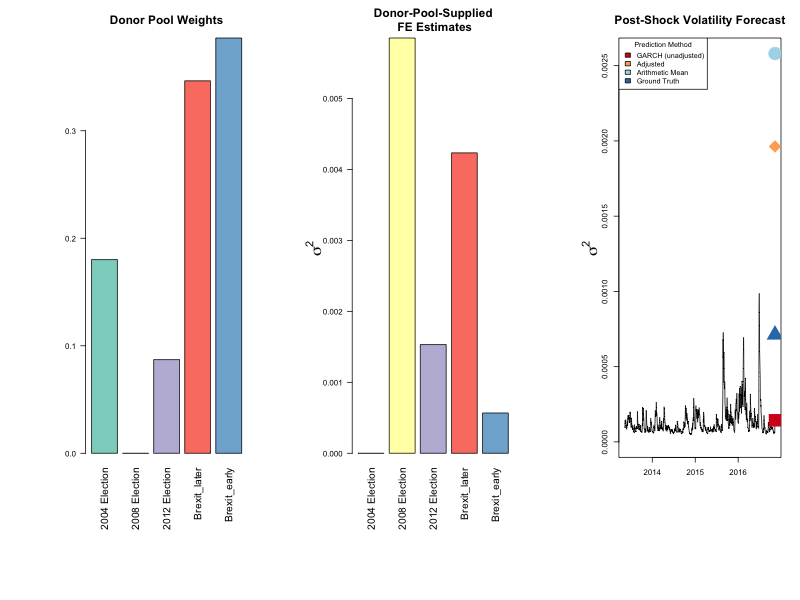 Donor Pool Weights
0.3
0.2
0.1
0.0
2004 Election
2008 Election
2012 Election
Brexit_later
Brexit_early
Donor-Pool-Supplied
FE Estimates
σ2
0.005
0.004
0.003
0.002
0.001
0.000
2004 Election
2008 Election
2012 Election
Brexit_later
Brexit_early
Post-Shock Volatility Forecast
σ2
0.0025
0.0020
0.0015
0.0010
0.0005
0.0000
Prediction Method
GARCH (unadjusted)
Adjusted
Arithmetic Mean
Ground Truth
2014
2015
2016